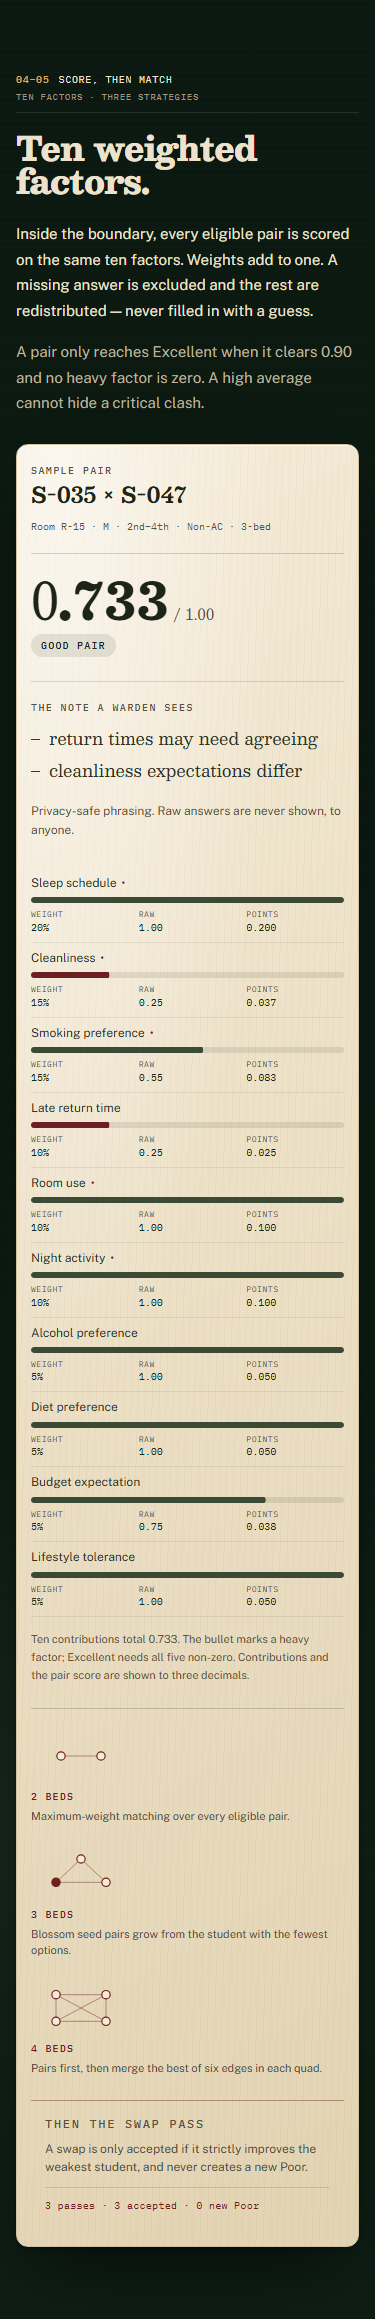 04–05 SCORE, THEN MATCH
TEN FACTORS · THREE STRATEGIES
Ten weighted
factors.
Inside the boundary, every eligible pair is scored
on the same ten factors. Weights add to one. A
missing answer is excluded and the rest are
redistributed — never filled in with a guess.
A pair only reaches Excellent when it clears 0.90
and no heavy factor is zero. A high average
cannot hide a critical clash.
SAMPLE PAIR
S-035 × S-047
Room R-15 · M · 2nd–4th · Non-AC · 3-bed
0.733 / 1.00
GOOD PAIR
THE NOTE A WARDEN SEES
– return times may need agreeing
– cleanliness expectations differ
Privacy-safe phrasing. Raw answers are never shown, to
anyone.
Sleep schedule •
WEIGHT RAW POINTS
20% 1.00 0.200
Cleanliness •
WEIGHT RAW POINTS
15% 0.25 0.037
Smoking preference •
WEIGHT RAW POINTS
15% 0.55 0.083
Late return time
WEIGHT RAW POINTS
10% 0.25 0.025
Room use •
WEIGHT RAW POINTS
10% 1.00 0.100
Night activity •
WEIGHT RAW POINTS
10% 1.00 0.100
Alcohol preference
WEIGHT RAW POINTS
5% 1.00 0.050
Diet preference
WEIGHT RAW POINTS
5% 1.00 0.050
Budget expectation
WEIGHT RAW POINTS
5% 0.75 0.038
Lifestyle tolerance
WEIGHT RAW POINTS
5% 1.00 0.050
Ten contributions total 0.733. The bullet marks a heavy
factor; Excellent needs all five non-zero. Contributions and
the pair score are shown to three decimals.
2 BEDS
Maximum-weight matching over every eligible pair.
3 BEDS
Blossom seed pairs grow from the student with the fewest
options.
4 BEDS
Pairs first, then merge the best of six edges in each quad.
THEN THE SWAP PASS
A swap is only accepted if it strictly improves the
weakest student, and never creates a new Poor.
3 passes · 3 accepted · 0 new Poor